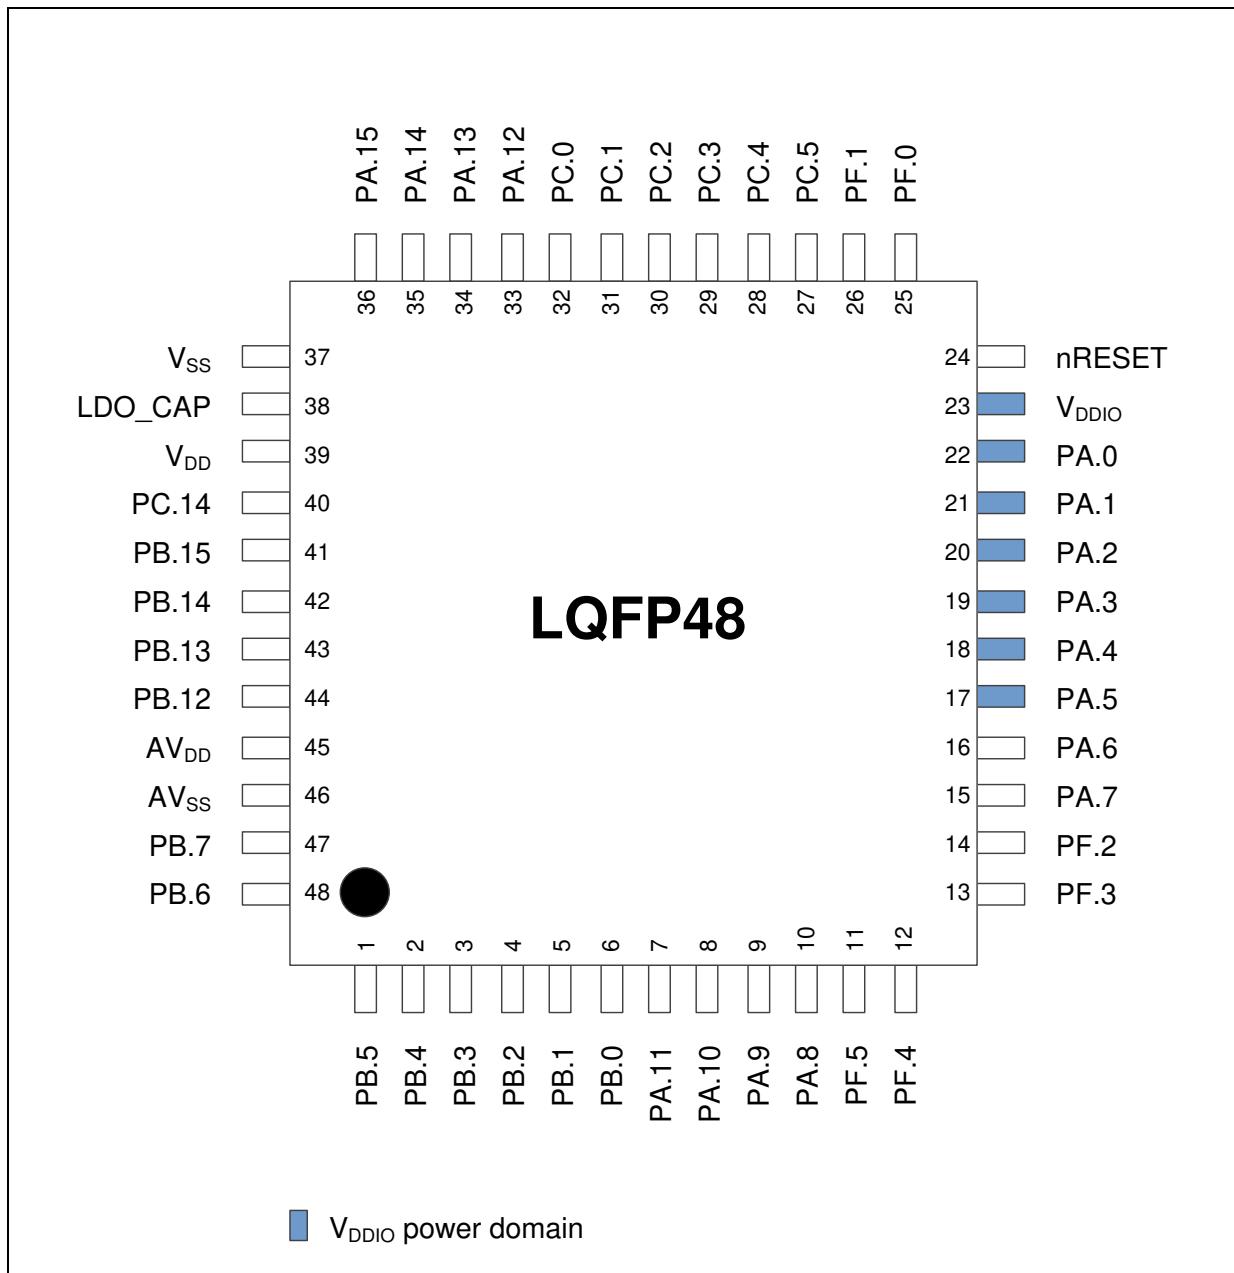 PA.15 PA.14 PA.13 PA.12 PC.0 PC.1 PC.2 PC.3 PC.4 PC.5 PF.1 PF.0
36 35 34 33 32 31 30 29 28 27 26 25
VSS 37 24 nRESET
LDO_CAP 38 23 VDDIO
VDD 39 22 PA.0
PC.14 40 21 PA.1
PB.15 41 20 PA.2
PB.14 42 19 PA.3
LQFP48
PB.13 43 18 PA.4
PB.12 44 17 PA.5
AVDD 45 16 PA.6
AVSS 46 15 PA.7
PB.7 47 14 PF.2
PB.6 48 13 PF.3
1 2 3 4 5 6 7 8 9 10 11 12
PB.5 PB.4 PB.3 PB.2 PB.1 PB.0 PA.11 PA.10 PA.9 PA.8 PF.5 PF.4
VDDIO power domain